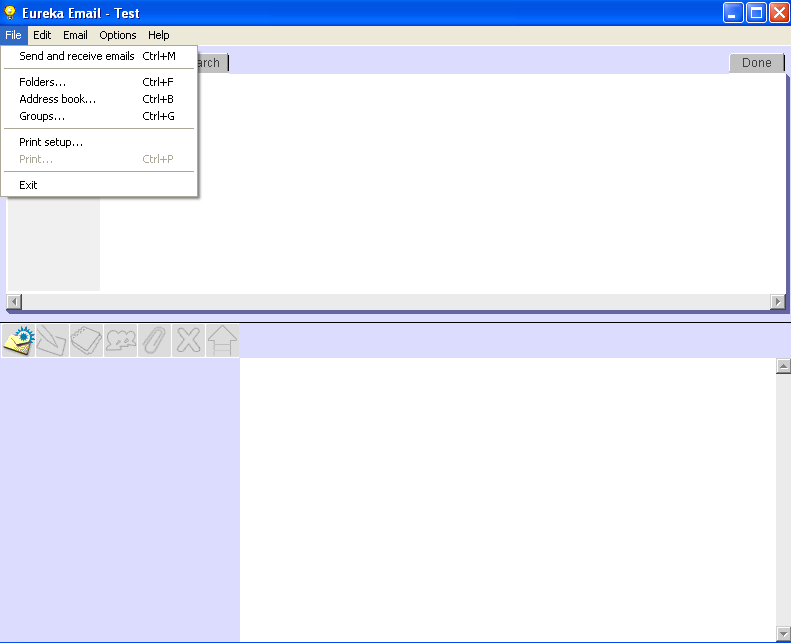 Eureka Email - Test
File Edit Email Options Help
Send and receive emails Ctrl+M
arch Done
Folders... Ctrl+F
Address book... Ctrl+B
Groups... Ctrl+G
Print setup...
Print... Ctrl+P
Exit